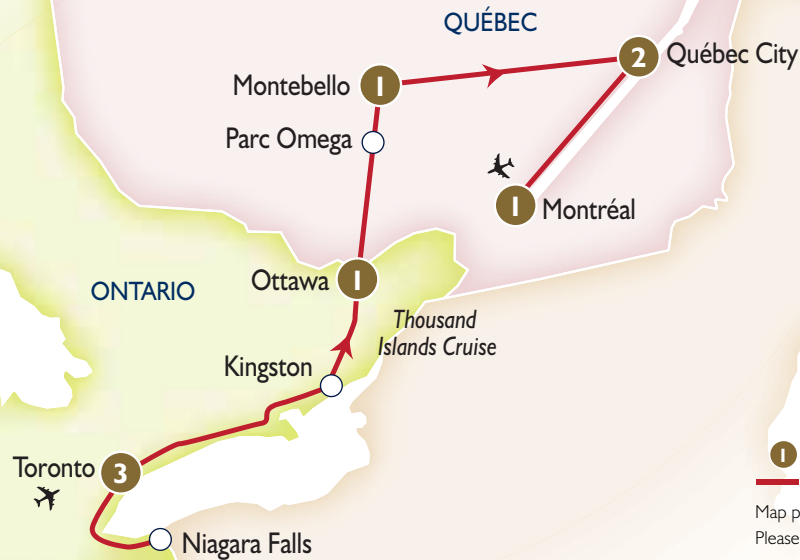 QUÉBEC
2
Québec City
Montebello
1
Parc Omega
1
Montréal
Ottawa
1
ONTARIO
Thousand
Islands Cruise
Kingston
Toronto
3
1
Niagara Falls
Map p
Please